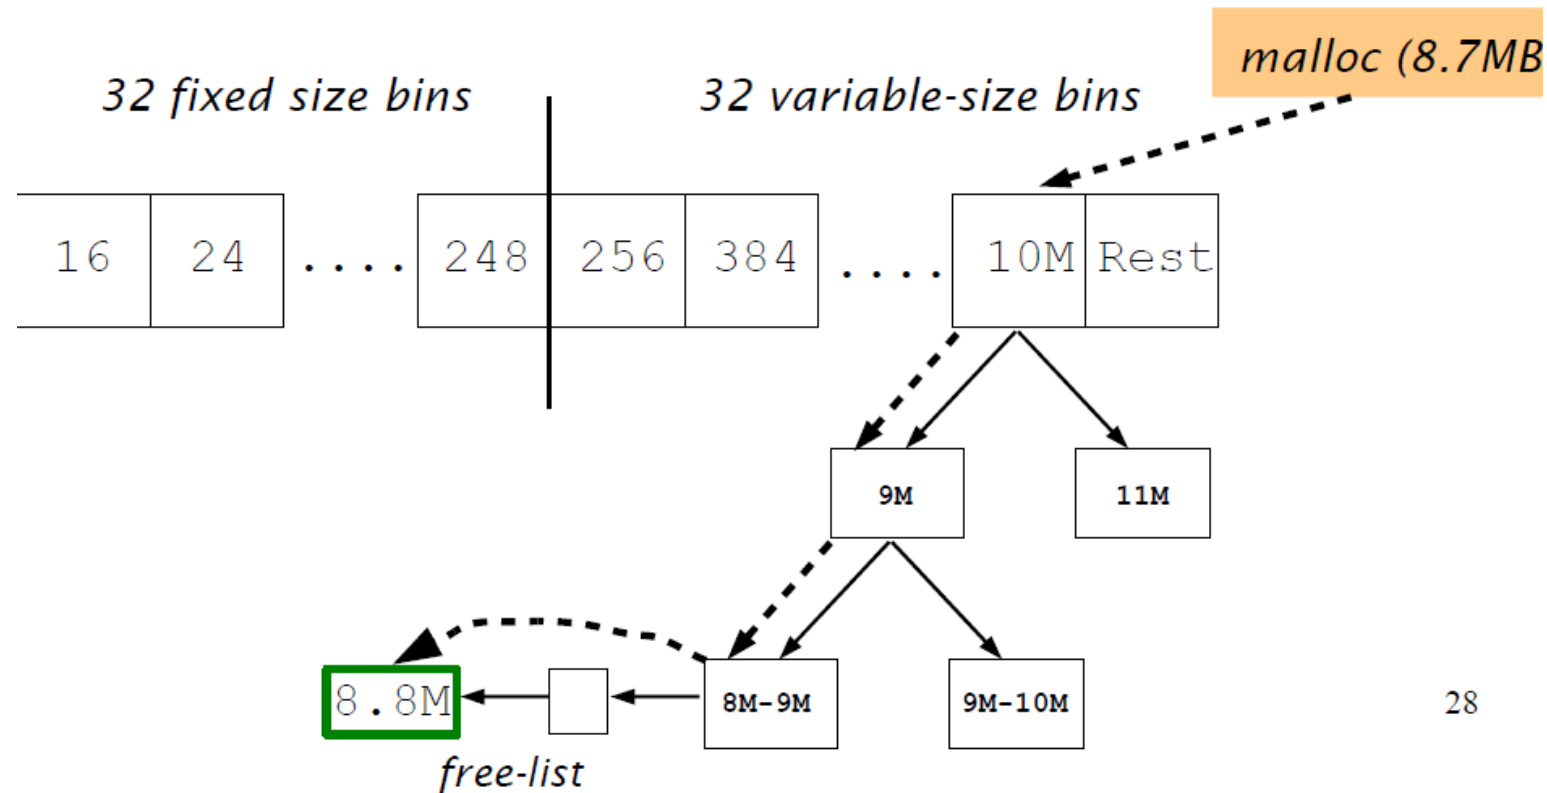 malloc (8.7MB
32 fixed size bins
32 variable-size bins
16 24 .... 248 256 384 .... 10M Rest
9M 11M
8.8M 8M-9M 9M-10M
28
free-list